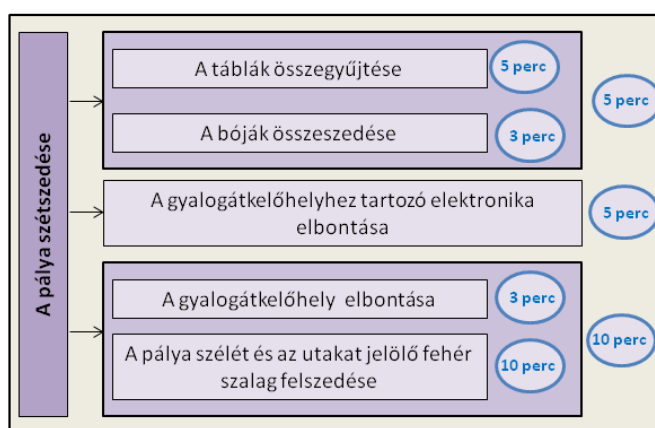 A pálya szétszedése
A táblák összegyűjtése
5 perc
A bóják összeszedése
3 perc
5 perc
A gyalogátkelőhelyhez tartozó elektronika
elbontása
5 perc
A gyalogátkelőhely elbontása
3 perc
A pálya szélét és az utakat jelölő fehér
szalag felszedése
10 perc
10 perc